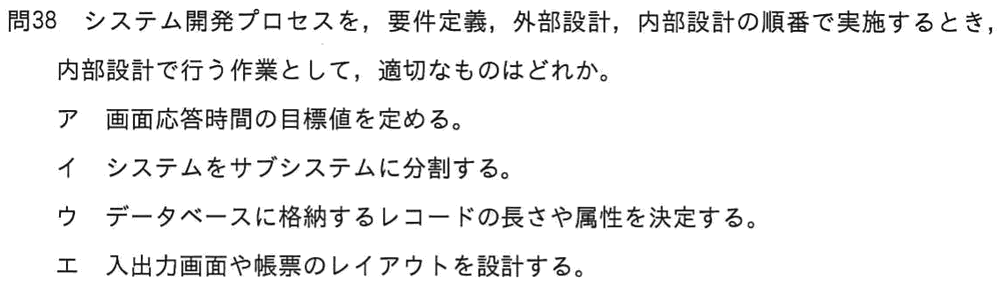 問38　システム開発プロセスを，要件定義，外部設計，内部設計の順番で実施するとき，
内部設計で行う作業として，適切なものはどれか。
ア　画面応答時間の目標値を定める。
イ　システムをサブシステムに分割する。
ウ　データベースに格納するレコードの長さや属性を決定する。
エ　入出力画面や帳票のレイアウトを設計する。